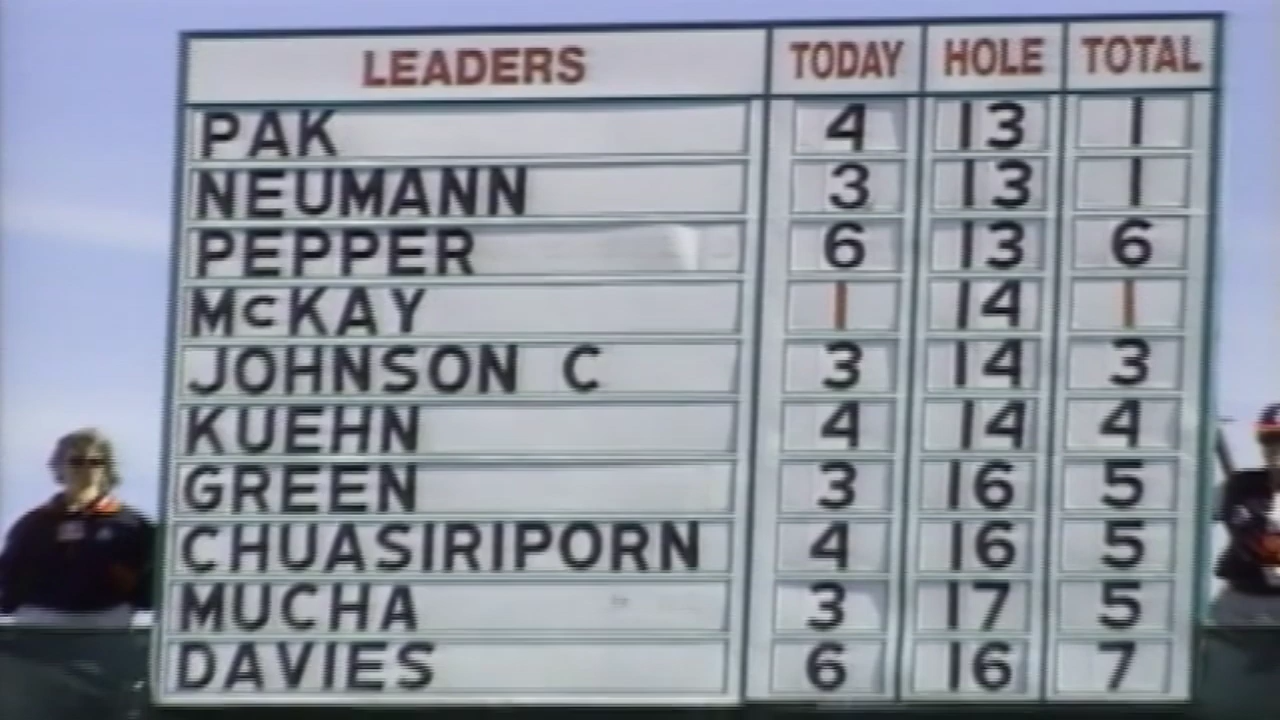 LEADERS TODAY HOLE TOTAL
PAK 4 13 1
NEUMANN 3 13 1
PEPPER 6 13 6
McKAY 1 14 1
JOHNSON C 3 14 3
KUEHN 4 14 4
GREEN 3 16 5
CHUASIRIPORN 4 16 5
MUCHA 3 17 5
DAVIES 6 16 7